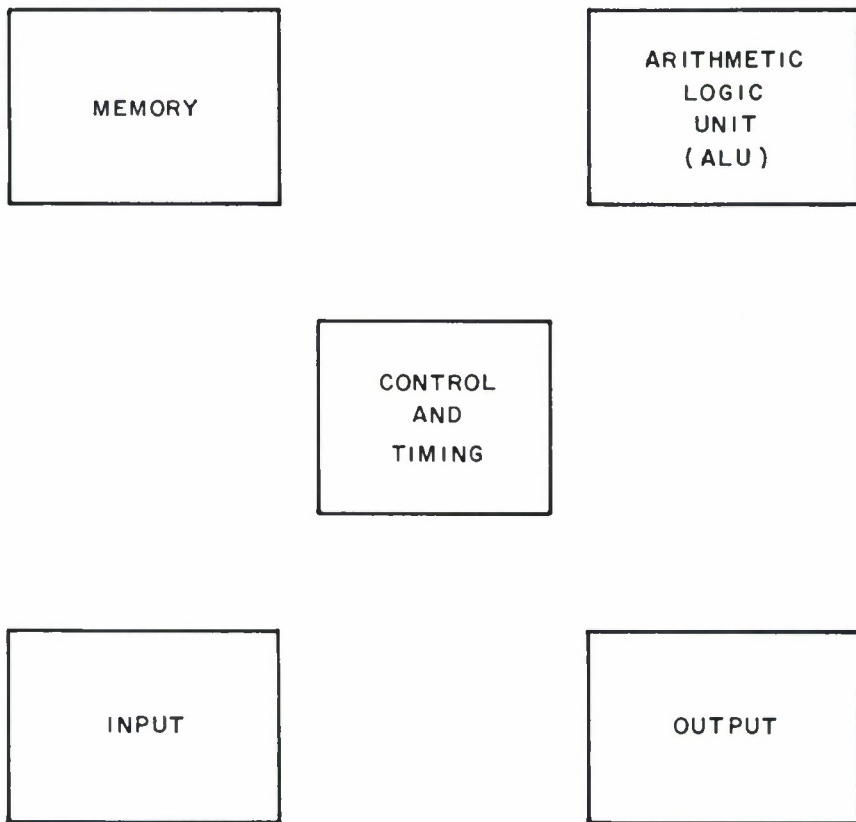 MEMORY
ARITHMETIC
LOGIC
UNIT
(ALU)
CONTROL
AND
TIMING
INPUT
OUTPUT